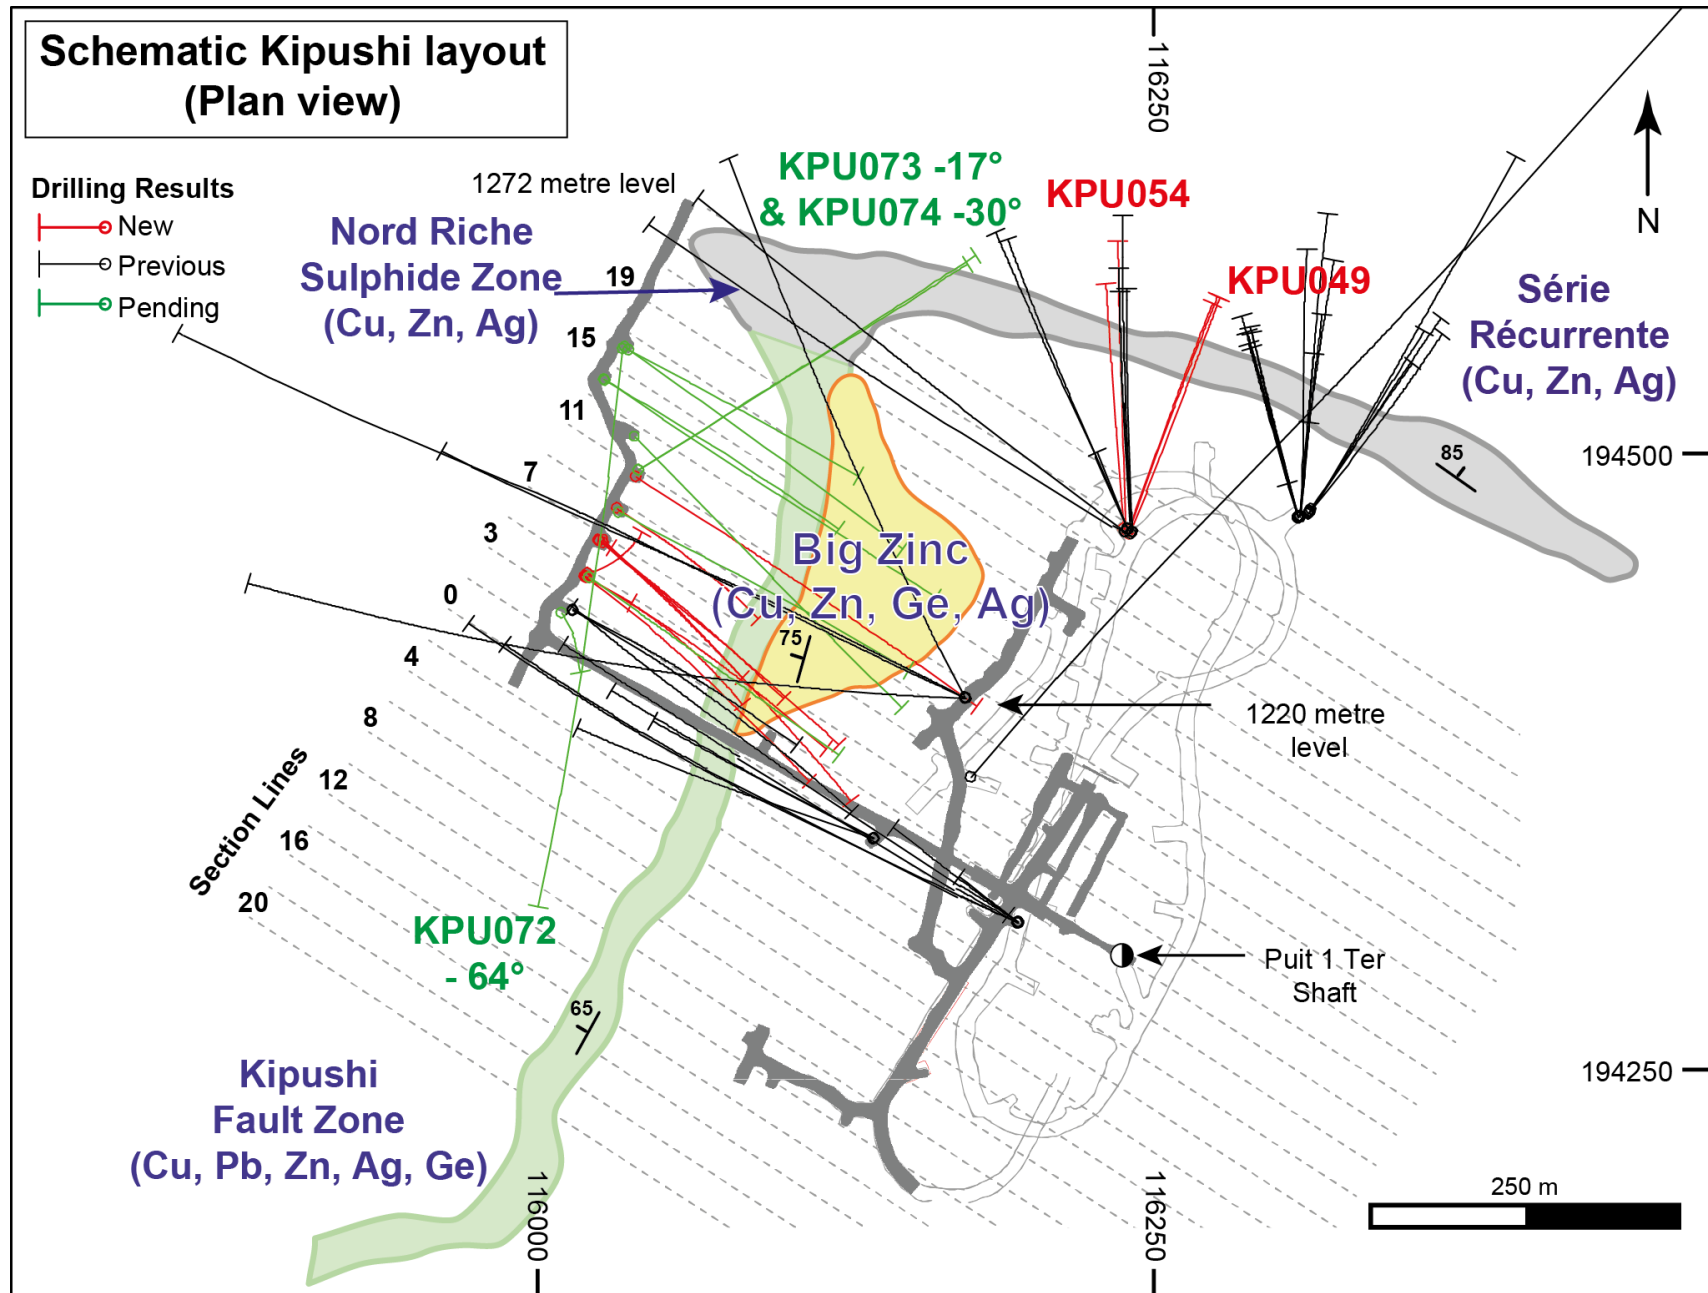 Schematic Kipushi layout
(Plan view)
Drilling Results
New
Previous
Pending
1272 metre level
Nord Riche
Sulphide Zone
(Cu, Zn, Ag)
KPU073 -17°
& KPU074 -30°
KPU054
KPU049
116250
N
Série
Récurrente
(Cu, Zn, Ag)
19
15
11
7
3
0
4
8
12
16
20
Section Lines
85
194500
Big Zinc
(Cu, Zn, Ge, Ag)
75
1220 metre
level
KPU072
- 64°
65
Puit 1 Ter
Shaft
Kipushi
Fault Zone
(Cu, Pb, Zn, Ag, Ge)
194250
116000
116250
250 m